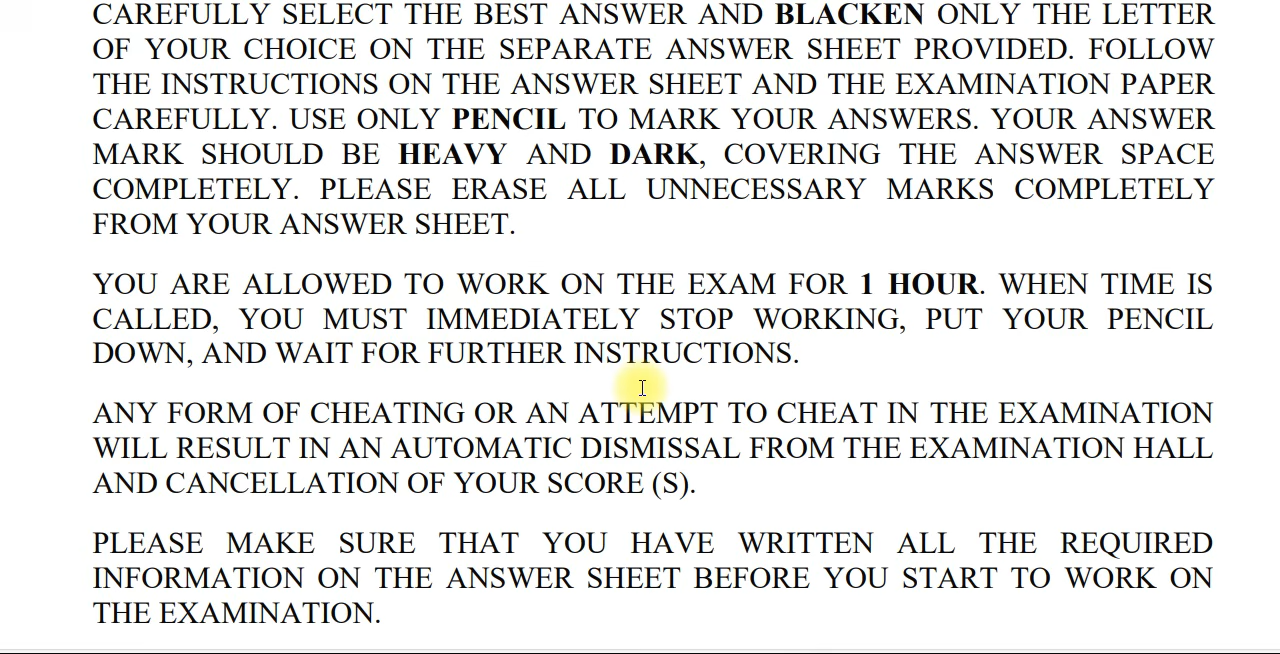 CAREFULLY SELECT THE BEST ANSWER AND BLACKEN ONLY THE LETTER
OF YOUR CHOICE ON THE SEPARATE ANSWER SHEET PROVIDED. FOLLOW
THE INSTRUCTIONS ON THE ANSWER SHEET AND THE EXAMINATION PAPER
CAREFULLY. USE ONLY PENCIL TO MARK YOUR ANSWERS. YOUR ANSWER
MARK SHOULD BE HEAVY AND DARK, COVERING THE ANSWER SPACE
COMPLETELY. PLEASE ERASE ALL UNNECESSARY MARKS COMPLETELY
FROM YOUR ANSWER SHEET.
YOU ARE ALLOWED TO WORK ON THE EXAM FOR 1 HOUR. WHEN TIME IS
CALLED, YOU MUST IMMEDIATELY STOP WORKING, PUT YOUR PENCIL
DOWN, AND WAIT FOR FURTHER INSTRUCTIONS.
ANY FORM OF CHEATING OR AN ATTEMPT TO CHEAT IN THE EXAMINATION
WILL RESULT IN AN AUTOMATIC DISMISSAL FROM THE EXAMINATION HALL
AND CANCELLATION OF YOUR SCORE (S).
PLEASE MAKE SURE THAT YOU HAVE WRITTEN ALL THE REQUIRED
INFORMATION ON THE ANSWER SHEET BEFORE YOU START TO WORK ON
THE EXAMINATION.